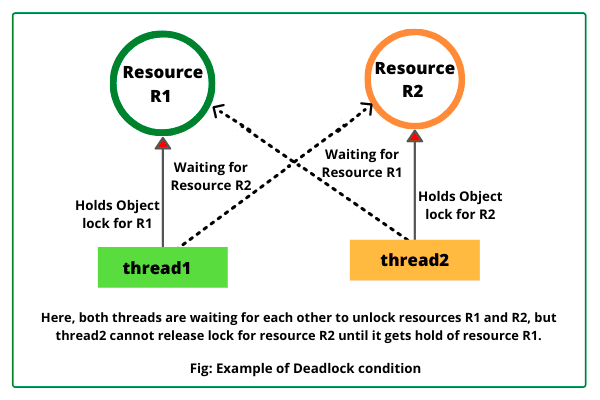 Resource
R1
Resource
R2
Waiting for
Resource R2
Waiting for
Resource R1
Holds Object
lock for R1
Holds Object
lock for R2
thread1
thread2
Here, both threads are waiting for each other to unlock resources R1 and R2, but
thread2 cannot release lock for resource R2 until it gets hold of resource R1.
Fig: Example of Deadlock condition